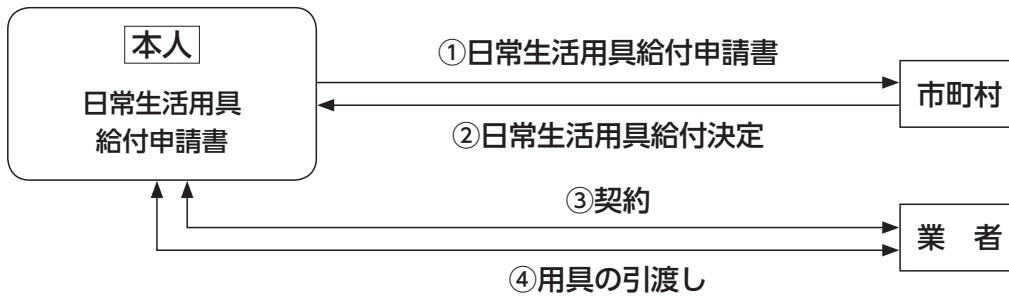 本人
日常生活用具
給付申請書
①日常生活用具給付申請書
市町村
②日常生活用具給付決定
③契約
業　者
④用具の引渡し